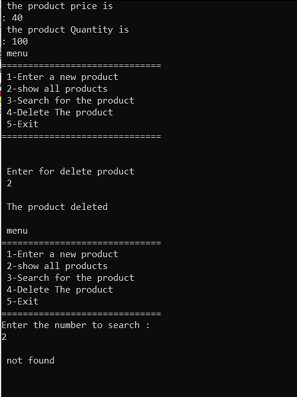 the product price is
: 40
the product Quantity is
: 100
menu
==============================
1-Enter a new product
2-show all products
3-Search for the product
4-Delete The product
5-Exit
==============================
Enter for delete product
2
The product deleted
menu
==============================
1-Enter a new product
2-show all products
3-Search for the product
4-Delete The product
5-Exit
==============================
Enter the number to search :
2
not found